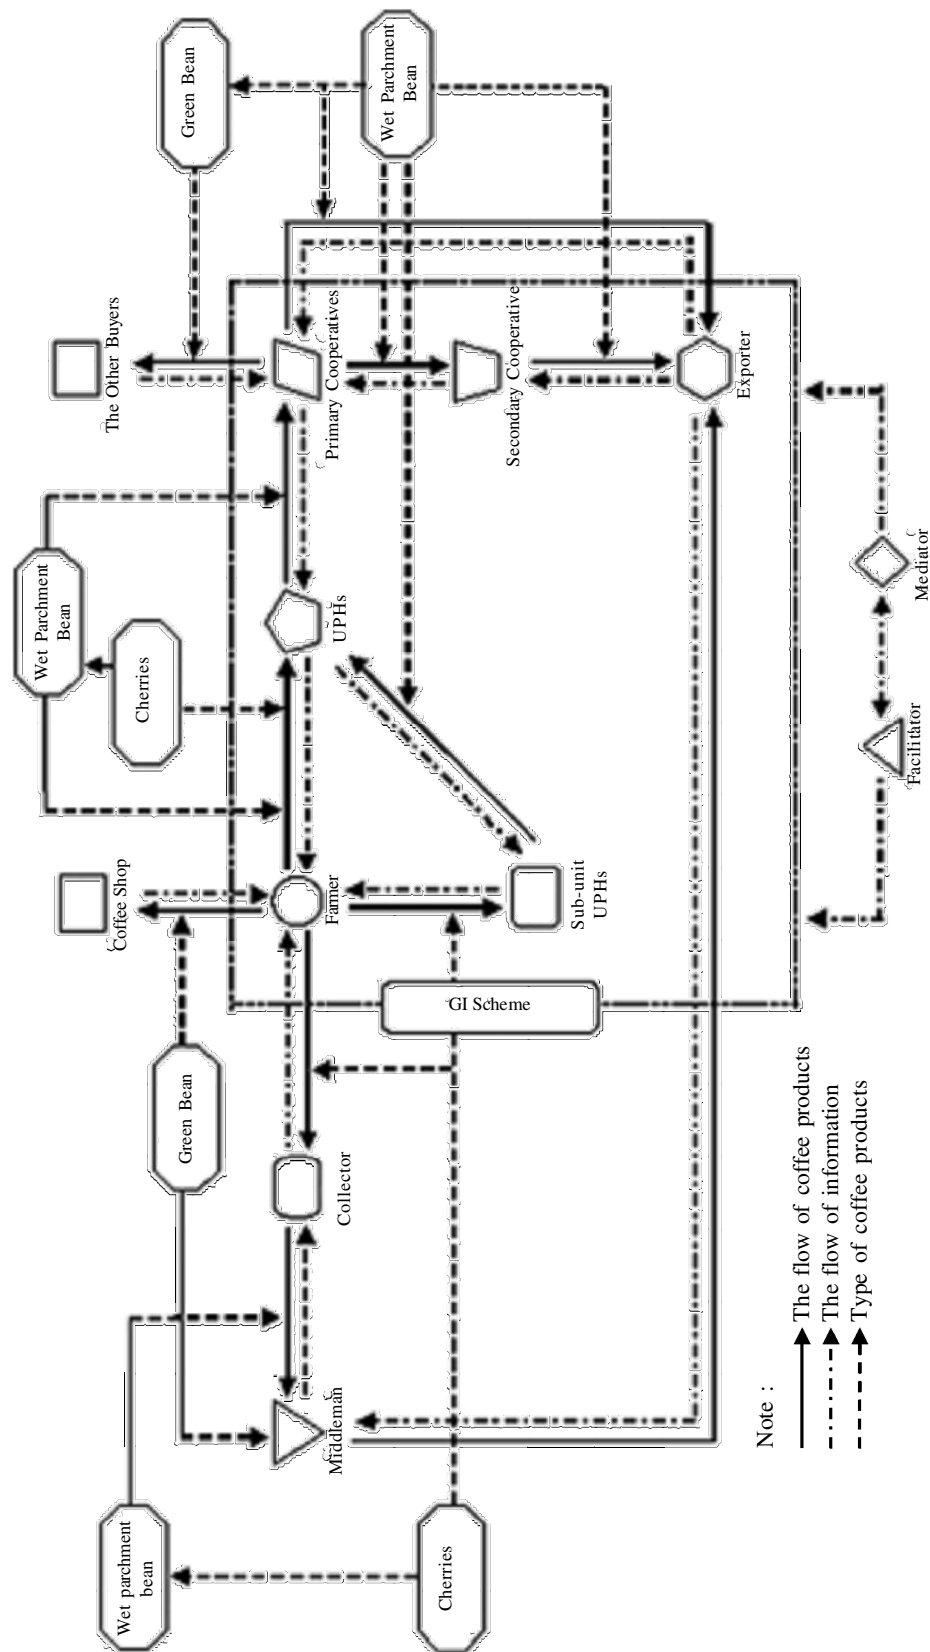 Wet Parchment
Bean
The Other Buyers
Coffee Shop
Wet parchment
bean
Cherries
Green Bean
Green Bean
Middleman
Collector
Farmer
UPHs
Primary Cooperatives
Wet Parchment
Bean
Cherries
GI Scheme
Secondary Cooperative
Sub-unit
UPHs
Exporter
Note :
The flow of coffee products
The flow of information
Type of coffee products
Facilitator
Mediator